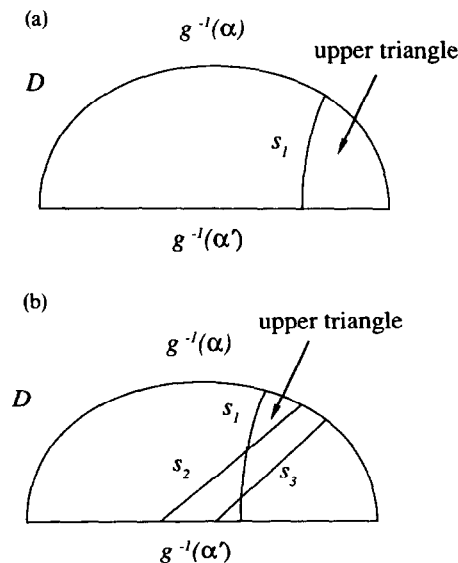 (a)
g⁻¹(α)
upper triangle
D
s₁
g⁻¹(α')
(b)
upper triangle
g⁻¹(α)
D
s₁
s₂
s₃
g⁻¹(α')